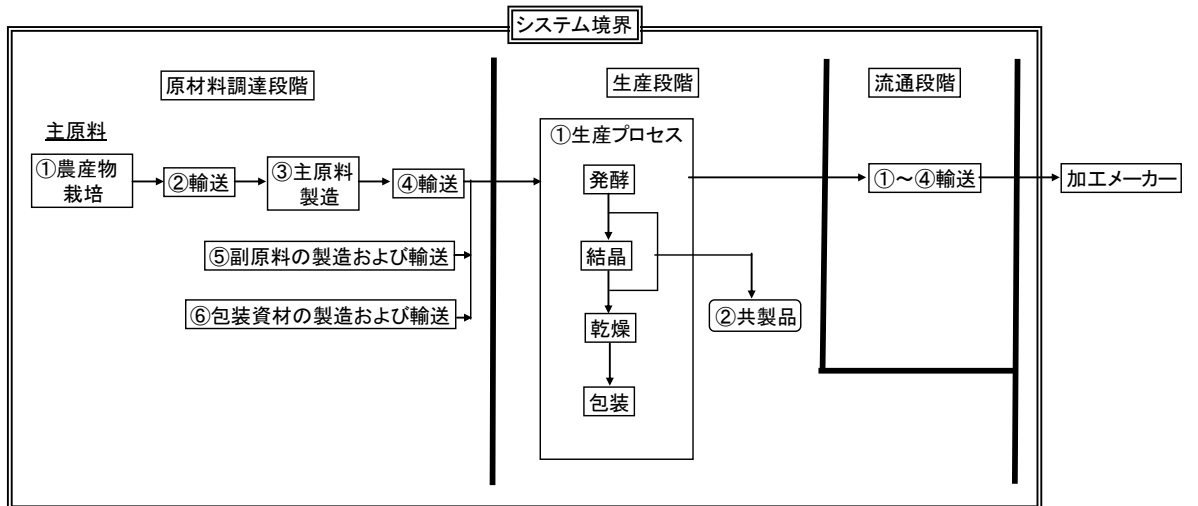 システム境界
原材料調達段階
生産段階
流通段階
主原料
①農産物
栽培
②輸送
③主原料
製造
④輸送
⑤副原料の製造および輸送
⑥包装資材の製造および輸送
①生産プロセス
発酵
結晶
乾燥
包装
②共製品
①～④輸送
加工メーカー